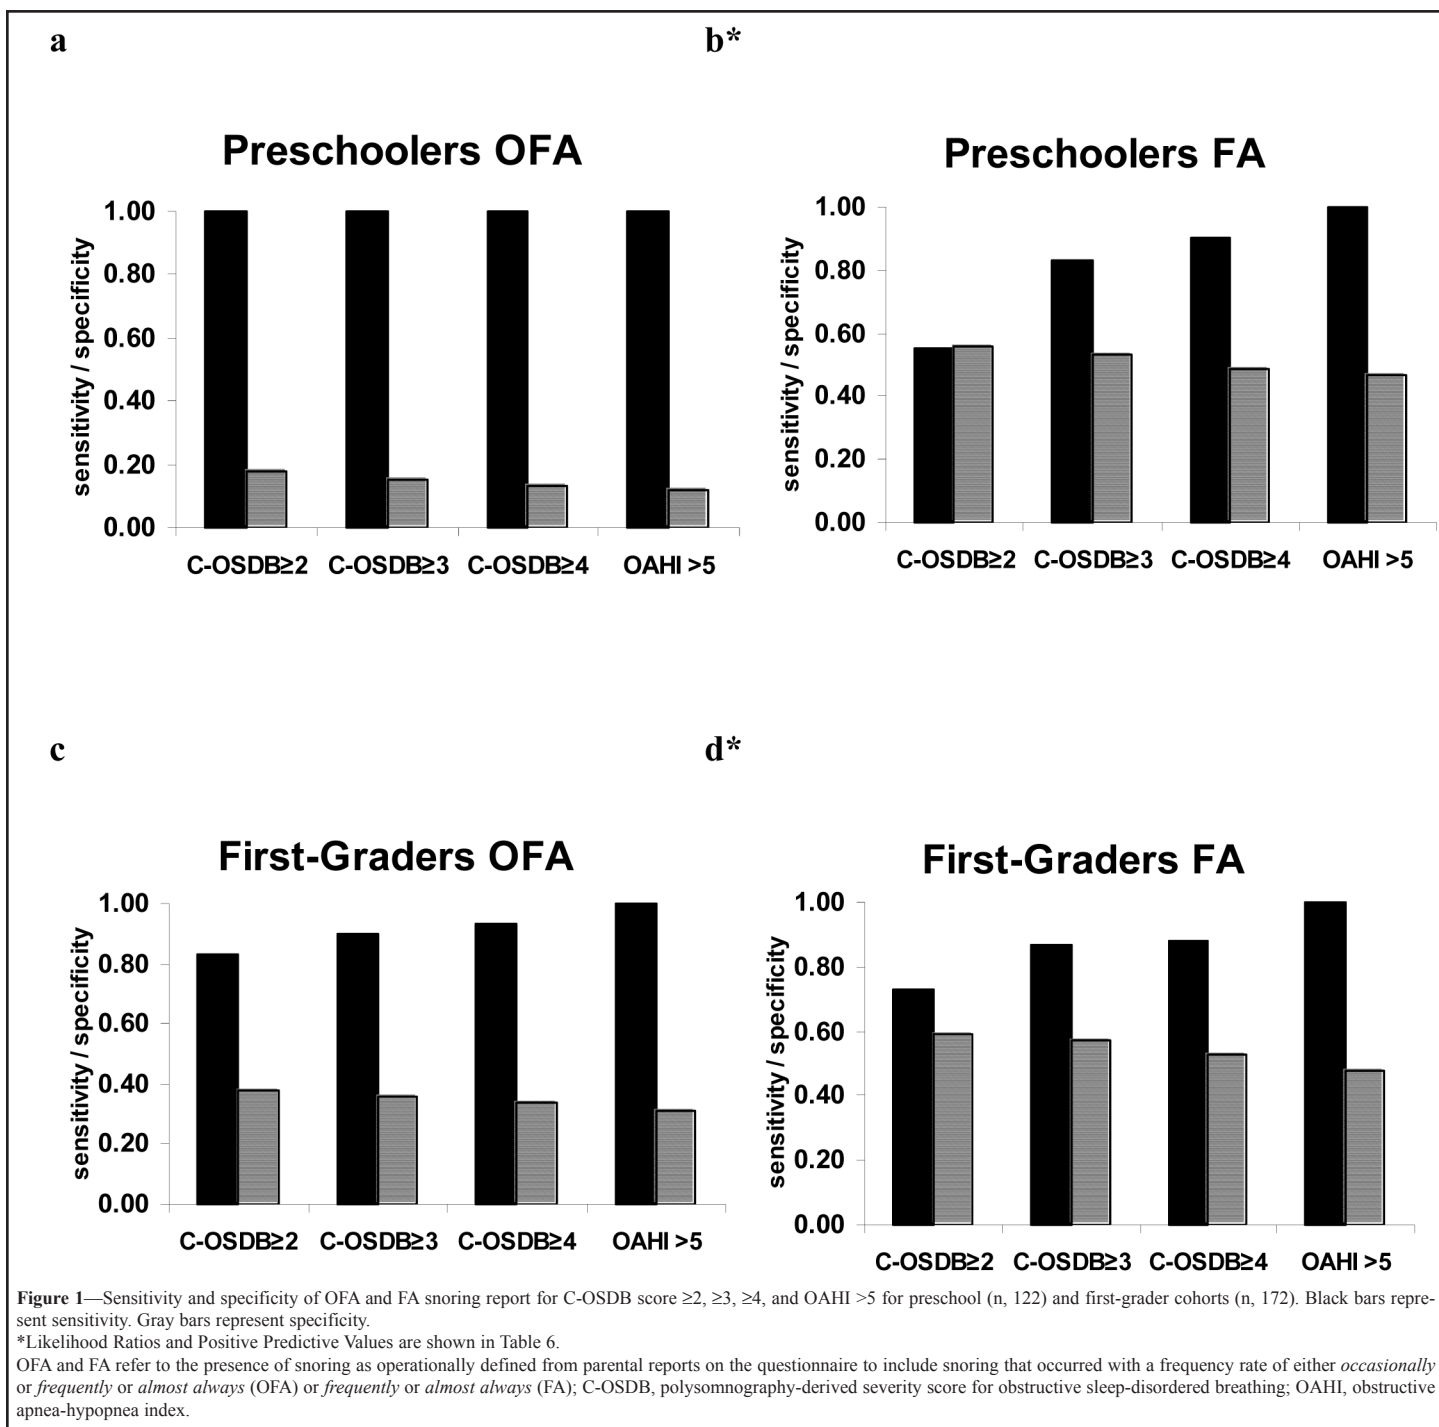 a
b*
Preschoolers OFA
sensitivity / specificity
1.00
0.80
0.60
0.40
0.20
0.00
C-OSDB≥2 C-OSDB≥3 C-OSDB≥4 OAHI >5
Preschoolers FA
sensitivity / specificity
1.00
0.80
0.60
0.40
0.20
0.00
C-OSDB≥2 C-OSDB≥3 C-OSDB≥4 OAHI >5
c
d*
First-Graders OFA
sensitivity / specificity
1.00
0.80
0.60
0.40
0.20
0.00
C-OSDB≥2 C-OSDB≥3 C-OSDB≥4 OAHI >5
First-Graders FA
sensitivity / specificity
1.00
0.80
0.60
0.40
0.20
0.00
C-OSDB≥2 C-OSDB≥3 C-OSDB≥4 OAHI >5
Figure 1—Sensitivity and specificity of OFA and FA snoring report for C-OSDB score ≥2, ≥3, ≥4, and OAHI >5 for preschool (n, 122) and first-grader cohorts (n, 172). Black bars repre-
sent sensitivity. Gray bars represent specificity.
*Likelihood Ratios and Positive Predictive Values are shown in Table 6.
OFA and FA refer to the presence of snoring as operationally defined from parental reports on the questionnaire to include snoring that occurred with a frequency rate of either occasionally
or frequently or almost always (OFA) or frequently or almost always (FA); C-OSDB, polysomnography-derived severity score for obstructive sleep-disordered breathing; OAHI, obstructive
apnea-hypopnea index.